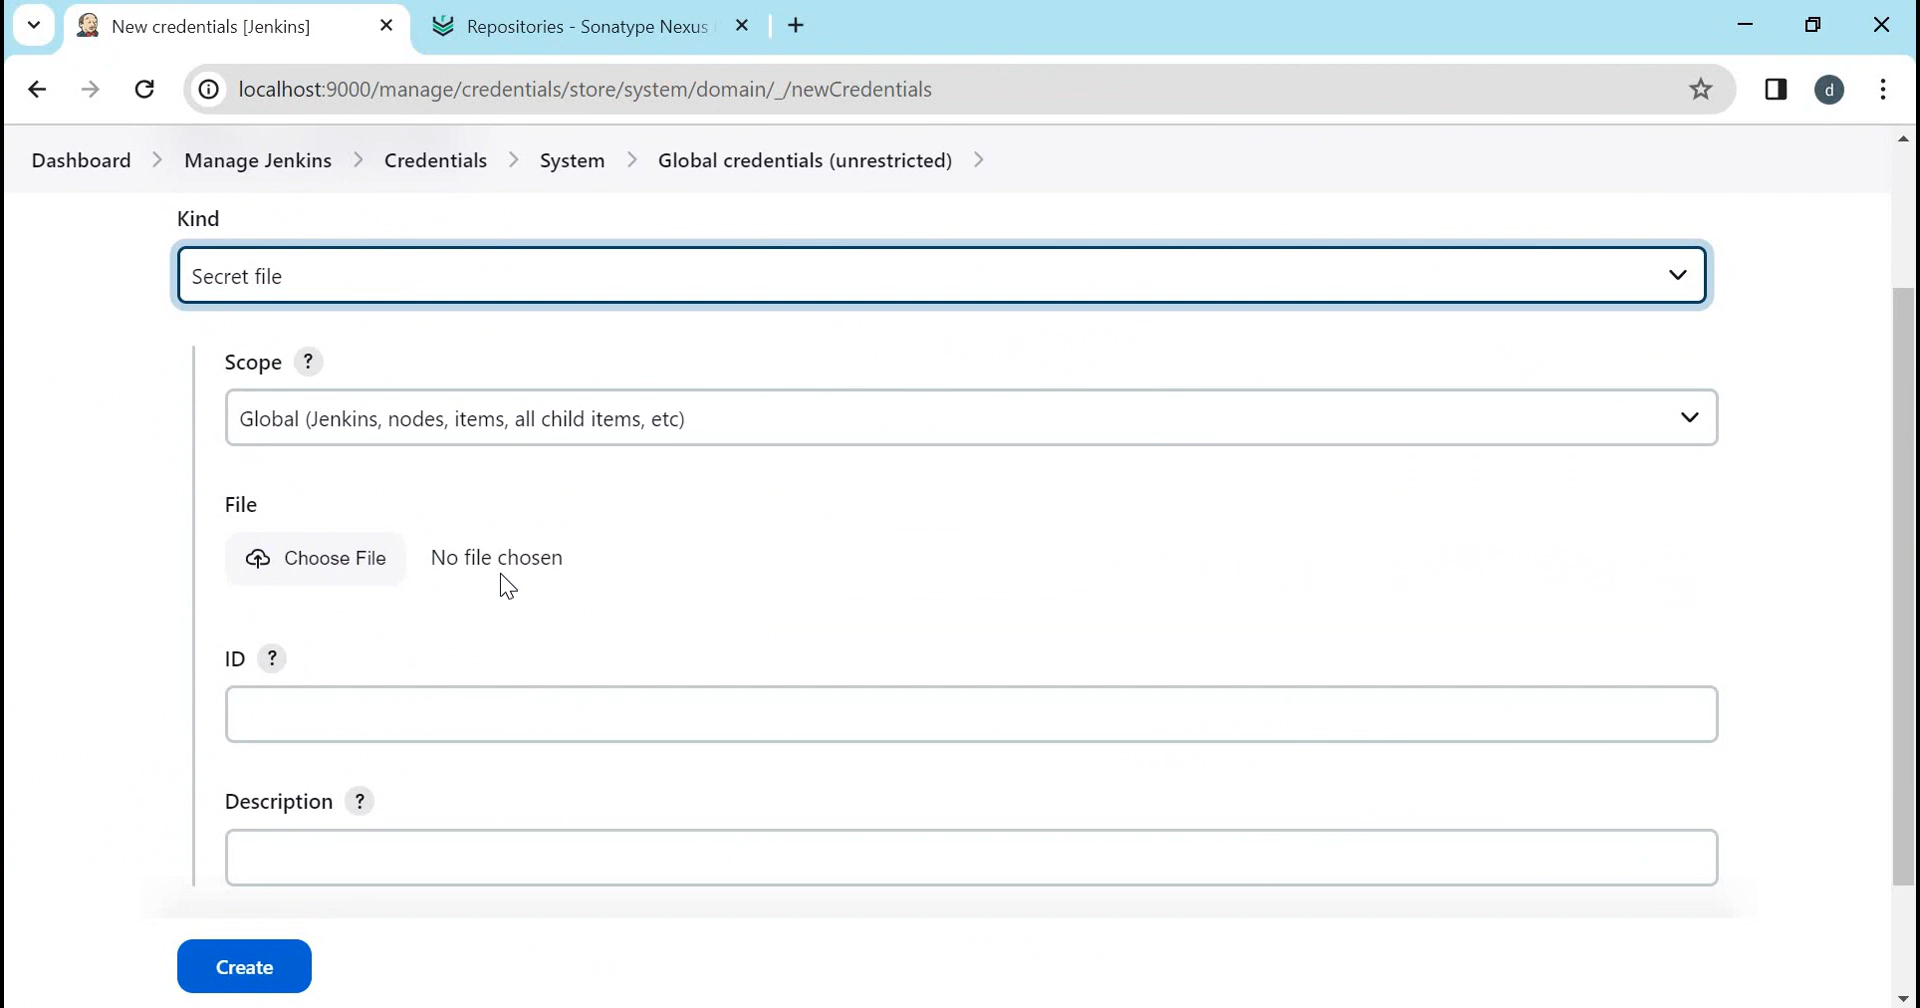 New credentials [Jenkins]
Repositories - Sonatype Nexus
localhost:9000/manage/credentials/store/system/domain/_/newCredentials
d
Dashboard > Manage Jenkins > Credentials > System > Global credentials (unrestricted) >
Kind
Secret file
Scope ?
Global (Jenkins, nodes, items, all child items, etc)
File
Choose File No file chosen
ID ?
Description ?
Create